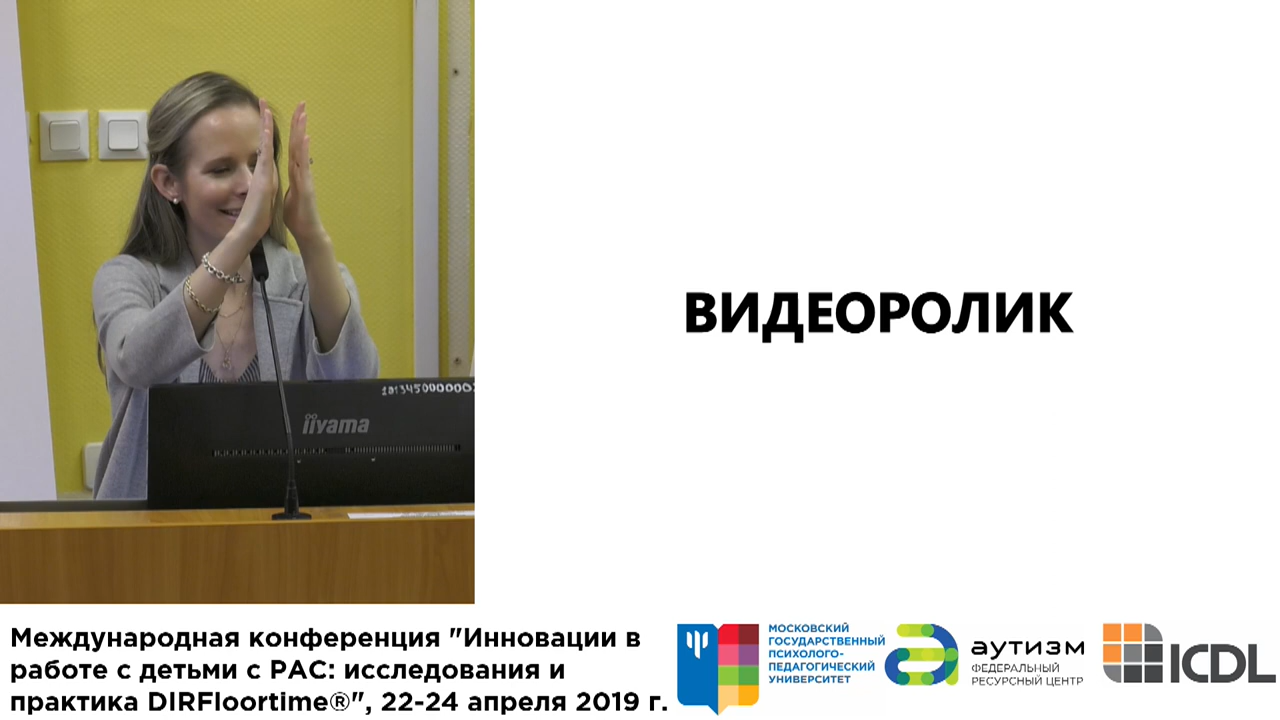 ВИДЕОРОЛИК
iiyama
Международная конференция "Инновации в
работе с детьми с РАС: исследования и
практика DIRFloortime®", 22-24 апреля 2019 г.
МОСКОВСКИЙ
ГОСУДАРСТВЕННЫЙ
ПСИХОЛОГО-
ПЕДАГОГИЧЕСКИЙ
УНИВЕРСИТЕТ
аутизм
ФЕДЕРАЛЬНЫЙ
РЕСУРСНЫЙ ЦЕНТР
ICDL